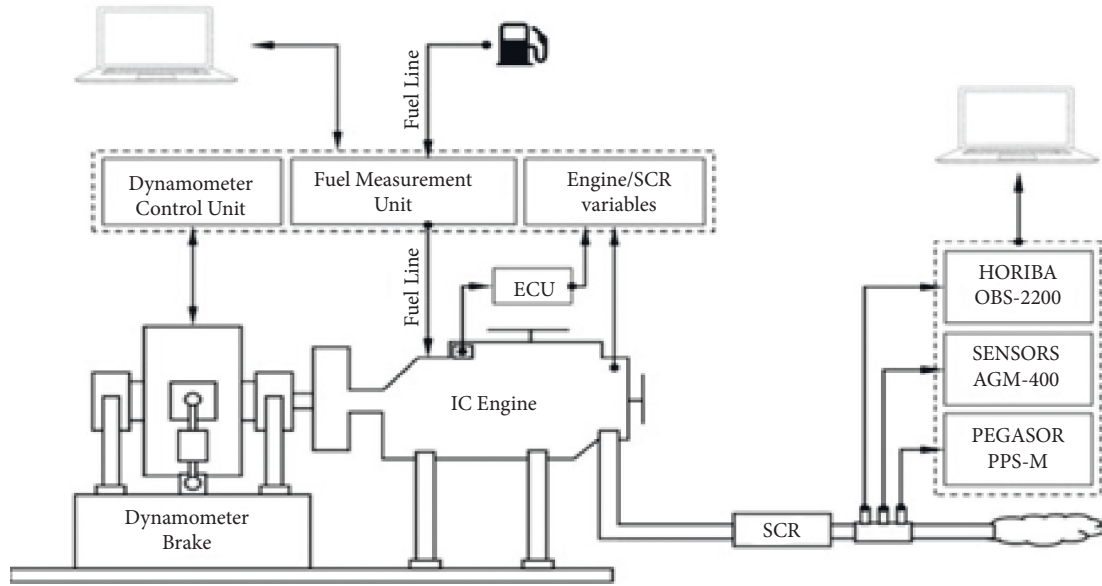 Fuel Line
Dynamometer
Control Unit
Fuel Measurement
Unit
Engine/SCR
variables
Fuel Line
ECU
IC Engine
Dynamometer
Brake
SCR
HORIBA
OBS-2200
SENSORS
AGM-400
PEGASOR
PPS-M